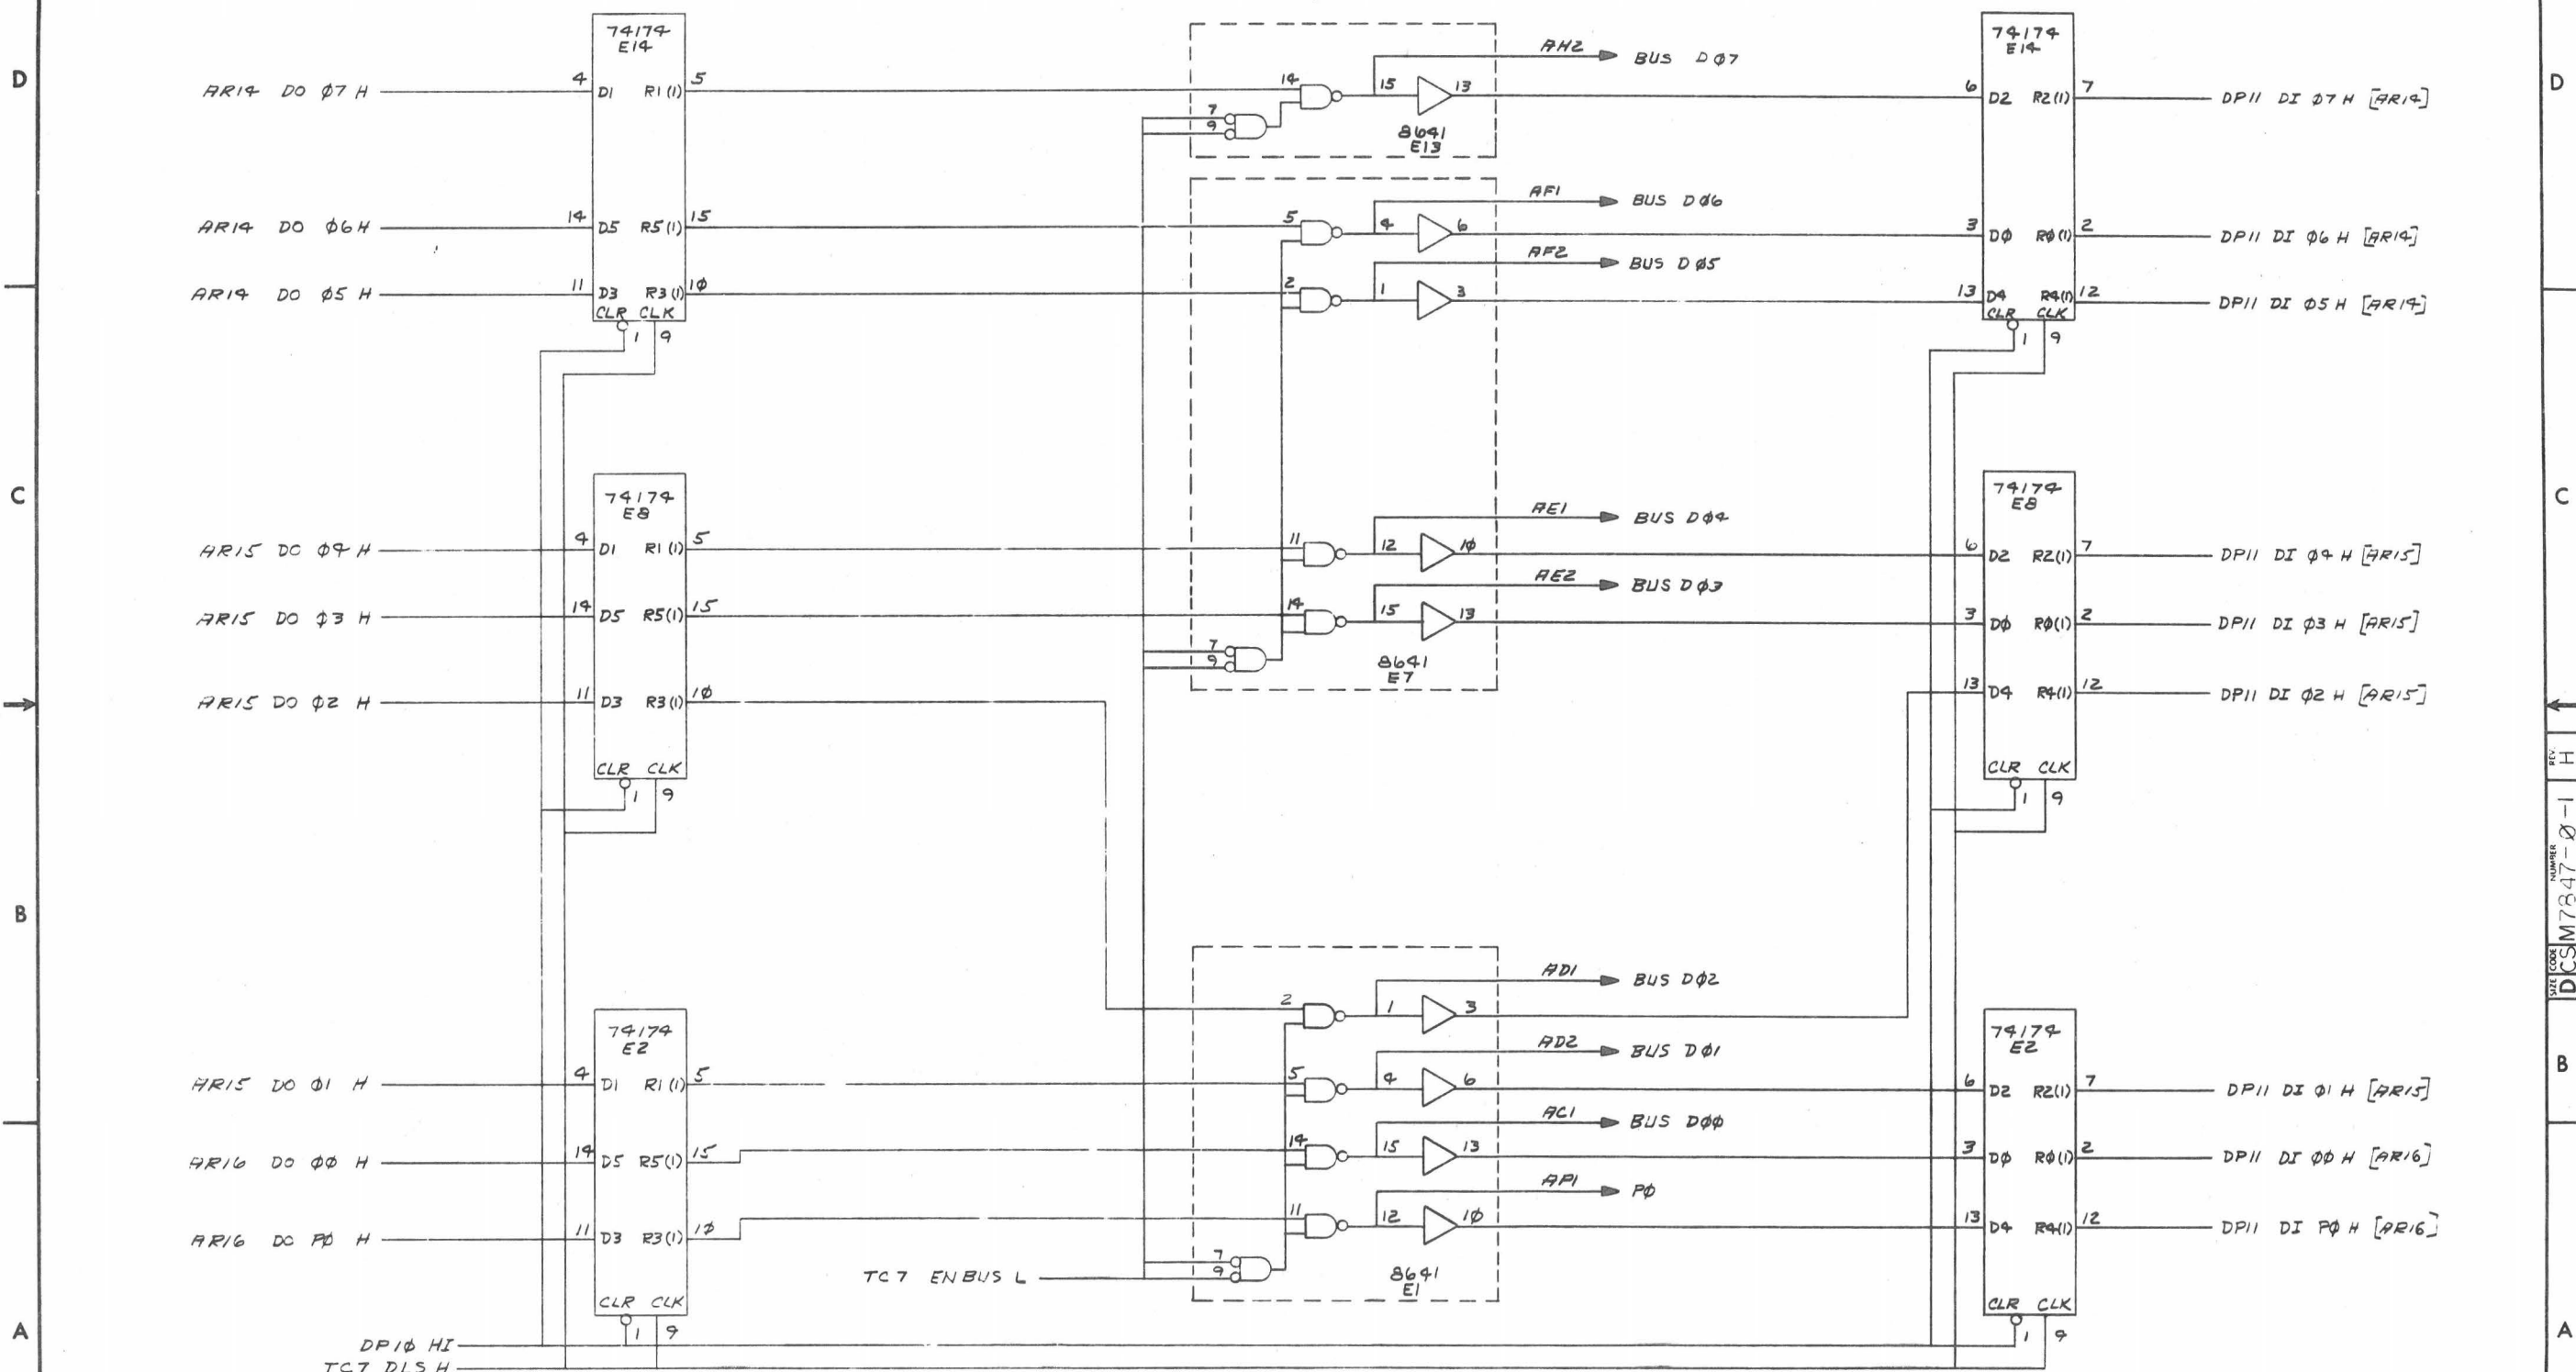 D
74174
E14
AR14 DO Ø7 H
4
D1
R1(1)
5
14
7
9
15
13
AH2
BUS DØ7
8641
E13
74174
E14
6
D2
R2(1)
7
DP11 DI Ø7 H [AR14]
D
AR14 DO Ø6 H
14
D5
R5(1)
15
5
4
6
AF1
BUS DØ6
3
DØ
RØ(1)
2
DP11 DI Ø6 H [AR14]
AR14 DO Ø5 H
11
D3
R3(1)
1Ø
2
1
3
AF2
BUS DØ5
13
D4
R4(1)
12
DP11 DI Ø5 H [AR14]
CLR CLK
1
9
CLR CLK
1
9
C
74174
E8
AR15 DO Ø4 H
4
D1
R1(1)
5
11
12
1Ø
AE1
BUS DØ4
74174
E8
6
D2
R2(1)
7
DP11 DI Ø4 H [AR15]
C
AR15 DO Ø3 H
14
D5
R5(1)
15
14
15
13
AE2
BUS DØ3
3
DØ
RØ(1)
2
DP11 DI Ø3 H [AR15]
7
9
8641
E7
AR15 DO Ø2 H
11
D3
R3(1)
1Ø
13
D4
R4(1)
12
DP11 DI Ø2 H [AR15]
CLR CLK
1
9
CLR CLK
1
9
REV.
H
NUMBER
M7847-Ø-1
SIZE CODE
D CS
B
74174
E2
2
1
3
AD1
BUS DØ2
74174
E2
B
AR15 DO Ø1 H
4
D1
R1(1)
5
5
4
6
AD2
BUS DØ1
6
D2
R2(1)
7
DP11 DI Ø1 H [AR15]
AR16 DO ØØ H
14
D5
R5(1)
15
14
15
13
AC1
BUS DØØ
3
DØ
RØ(1)
2
DP11 DI ØØ H [AR16]
AR16 DO PØ H
11
D3
R3(1)
1Ø
11
12
1Ø
AP1
PØ
13
D4
R4(1)
12
DP11 DI PØ H [AR16]
TC7 ENBUS L
7
9
8641
E1
CLR CLK
1
9
CLR CLK
1
9
A
DP1Ø HI
TC7 DLS H
A